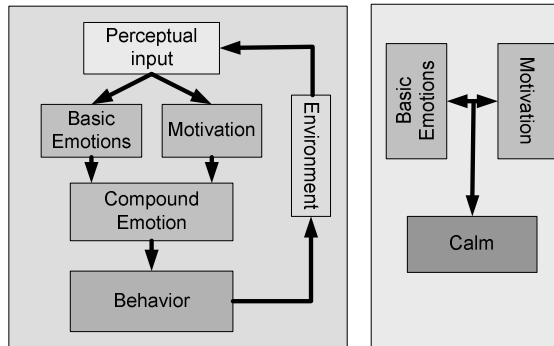 Perceptual
input
Basic
Emotions
Motivation
Environment
Compound
Emotion
Behavior
Basic
Emotions
Motivation
Calm